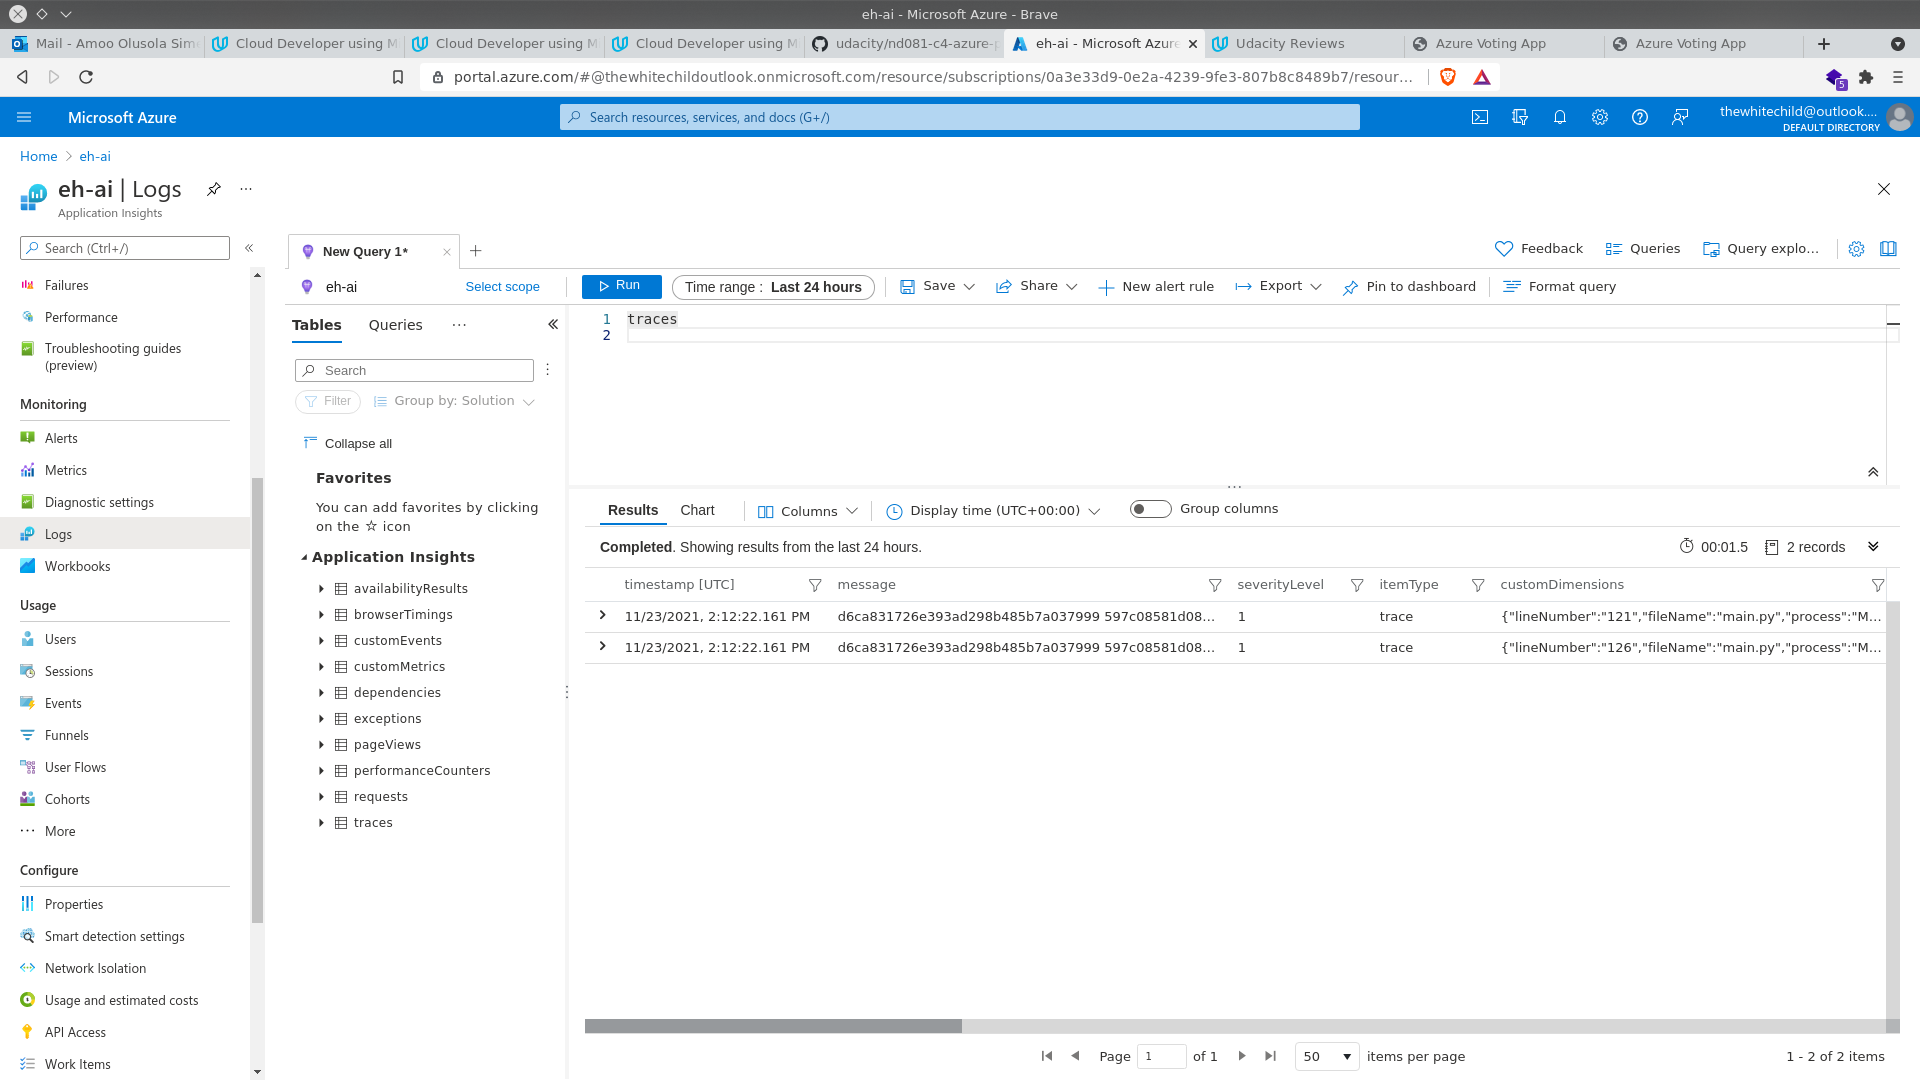 eh-ai - Microsoft Azure - Brave
Mail - Amoo Olusola Sim
Cloud Developer using M
Cloud Developer using M
Cloud Developer using M
udacity/nd081-c4-azure-p
eh-ai - Microsoft Azure
Udacity Reviews
Azure Voting App
Azure Voting App
portal.azure.com/#@thewhitechildoutlook.onmicrosoft.com/resource/subscriptions/0a3e33d9-0e2a-4239-9fe3-807b8c8489b7/resour...
5
Microsoft Azure
Search resources, services, and docs (G+/)
thewhitechild@outlook....
DEFAULT DIRECTORY
Home
eh-ai
eh-ai | Logs
Application Insights
Search (Ctrl+/)
Failures
Performance
Troubleshooting guides
(preview)
Monitoring
Alerts
Metrics
Diagnostic settings
Logs
Workbooks
Usage
Users
Sessions
Events
Funnels
User Flows
Cohorts
More
Configure
Properties
Smart detection settings
Network Isolation
Usage and estimated costs
API Access
Work Items
New Query 1*
Feedback
Queries
Query explo...
eh-ai
Select scope
Run
Time range : Last 24 hours
Save
Share
New alert rule
Export
Pin to dashboard
Format query
Tables
Queries
Search
Filter
Group by: Solution
Collapse all
Favorites
You can add favorites by clicking
on the ☆ icon
Application Insights
availabilityResults
browserTimings
customEvents
customMetrics
dependencies
exceptions
pageViews
performanceCounters
requests
traces
1 traces
2
Results
Chart
Columns
Display time (UTC+00:00)
Group columns
Completed. Showing results from the last 24 hours.
00:01.5
2 records
timestamp [UTC] message severityLevel itemType customDimensions
11/23/2021, 2:12:22.161 PM d6ca831726e393ad298b485b7a037999 597c08581d08... 1 trace {"lineNumber":"121","fileName":"main.py","process":"M...
11/23/2021, 2:12:22.161 PM d6ca831726e393ad298b485b7a037999 597c08581d08... 1 trace {"lineNumber":"126","fileName":"main.py","process":"M...
Page 1 of 1
50 items per page
1 - 2 of 2 items